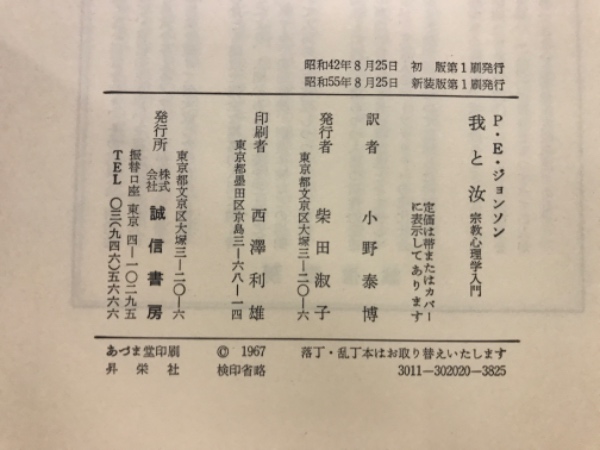 昭和42年8月25日 初 版第1刷発行
昭和55年8月25日 新装版第1刷発行
P・E・ジョンソン
我と汝 宗教心理学入門
定価は帯またはカバー
に表示してあります
訳者 小野泰博
発行者 柴田淑子
東京都文京区大塚三―二〇―六
印刷者 西澤利雄
東京都墨田区京島三―六八―一四
発行所 株式会社 誠信書房
東京都文京区大塚三―二〇―六
振替口座 東京 四―一〇二九五
TEL 〇三(九四六)五六六六
落丁・乱丁本はお取り替えいたします
3011―302020―3825
© 1967
検印省略
あづま堂印刷
昇栄社